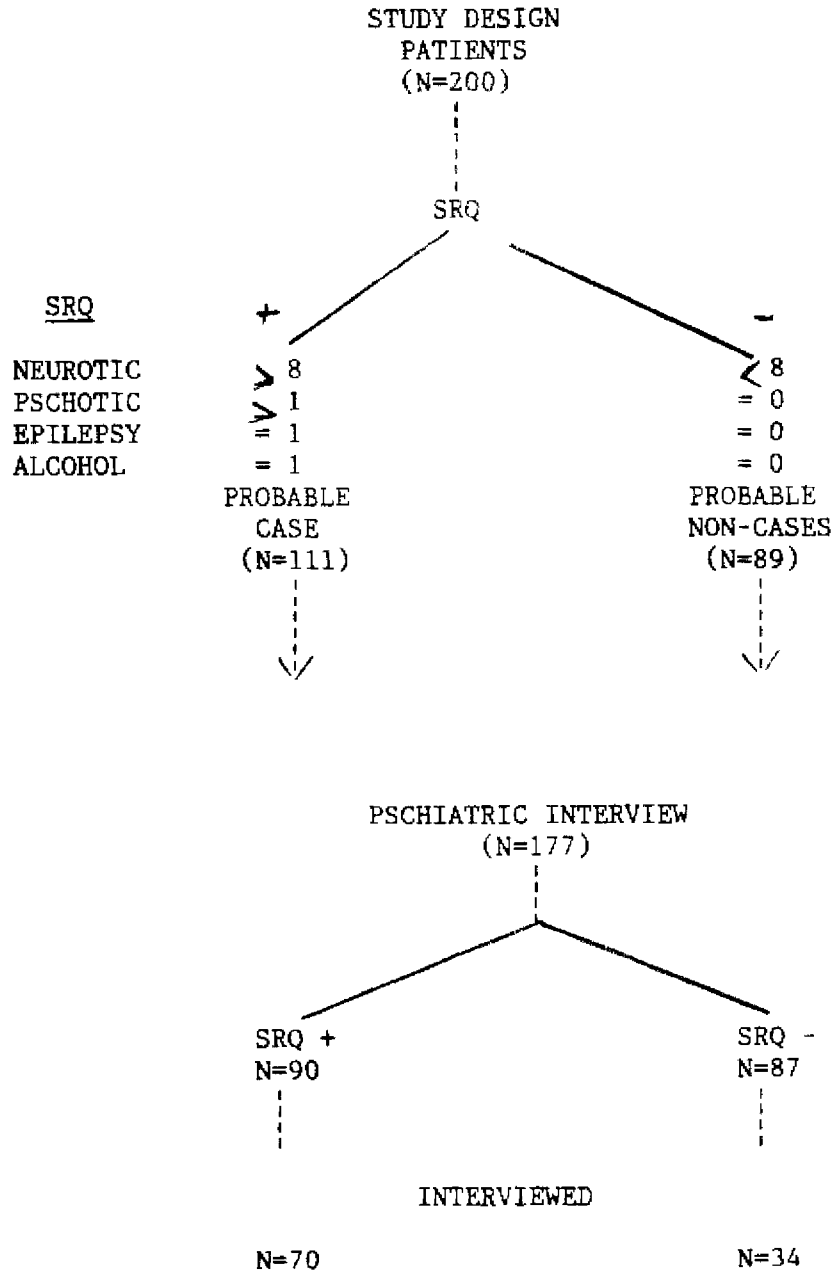 STUDY DESIGN
PATIENTS
(N=200)
SRQ
SRQ + -
NEUROTIC > 8 < 8
PSCHOTIC > 1 = 0
EPILEPSY = 1 = 0
ALCOHOL = 1 = 0
PROBABLE PROBABLE
CASE NON-CASES
(N=111) (N=89)
PSCHIATRIC INTERVIEW
(N=177)
SRQ + SRQ -
N=90 N=87
INTERVIEWED
N=70 N=34